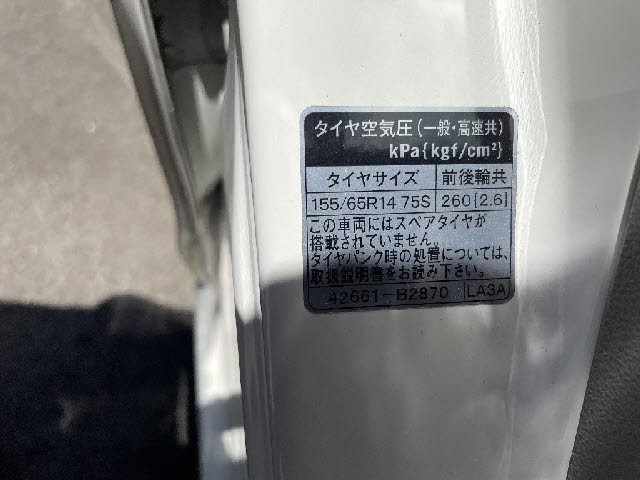 タイヤ空気圧(一般・高速共)
kPa{kgf/cm²}
タイヤサイズ 前後輪共
155/65R14 75S 260{2.6}
この車両にはスペアタイヤが
搭載されていません。
タイヤパンク時の処置については、
取扱説明書をお読み下さい。
42661-B2870 LA3A